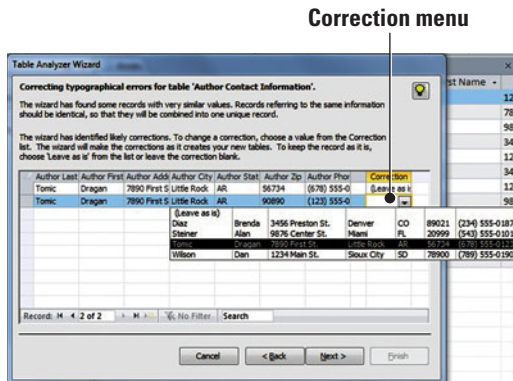 Correction menu
Table Analyzer Wizard
Correcting typographical errors for table 'Author Contact Information'.
The wizard has found some records with very similar values. Records referring to the same information
should be identical, so that they will be combined into one unique record.
The wizard has identified likely corrections. To change a correction, choose a value from the Correction
list. The wizard will make the corrections as it creates your new tables. To keep the record as it is,
choose 'Leave as is' from the list or leave the correction blank.
Author Last Author First Author Addı Author City Author Stat Author Zip Author Phor Correction
Tomic Dragan 7890 First S Little Rock AR 56734 (678) 555-0 (Leave as is
Tomic Dragan 7890 First S Little Rock AR 90890 (123) 555-0
(Leave as is)
Diaz Brenda 3456 Preston St. Denver CO 89021 (234) 555-0187
Steiner Alan 9876 Center St. Miami FL 20999 (543) 555-0101
Tomic Dragan 7890 First St. Little Rock AR 56734 (678) 555-0123
Wilson Dan 1234 Main St. Sioux City SD 78900 (789) 555-0190
Record: 2 of 2 No Filter Search
Cancel < Back Next > Finish
st Name
12
78
98
34
12
34
12
98